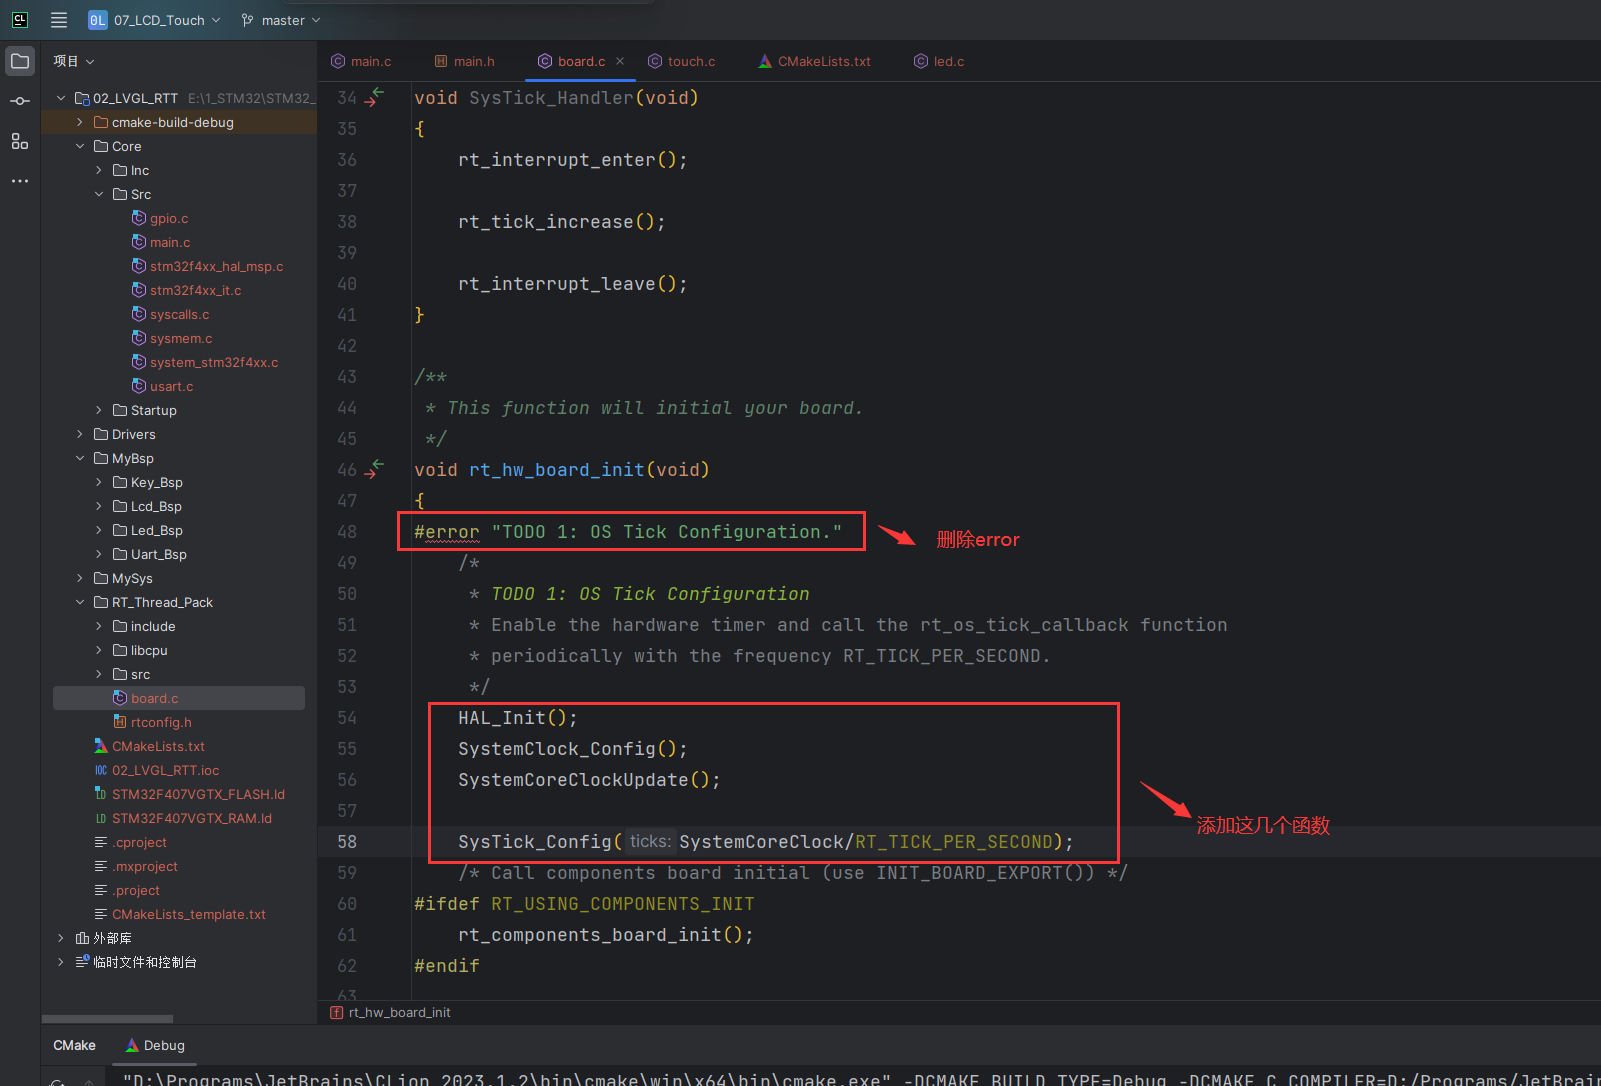 CL
0L 07_LCD_Touch master
项目
main.c main.h board.c touch.c CMakeLists.txt led.c
02_LVGL_RTT E:\1_STM32\STM32_
cmake-build-debug
Core
Inc
Src
gpio.c
main.c
stm32f4xx_hal_msp.c
stm32f4xx_it.c
syscalls.c
sysmem.c
system_stm32f4xx.c
usart.c
Startup
Drivers
MyBsp
Key_Bsp
Lcd_Bsp
Led_Bsp
Uart_Bsp
MySys
RT_Thread_Pack
include
libcpu
src
board.c
rtconfig.h
CMakeLists.txt
IOC 02_LVGL_RTT.ioc
LD STM32F407VGTX_FLASH.ld
LD STM32F407VGTX_RAM.ld
.cproject
.mxproject
.project
CMakeLists_template.txt
外部库
临时文件和控制台
34 void SysTick_Handler(void)
35 {
36 rt_interrupt_enter();
37
38 rt_tick_increase();
39
40 rt_interrupt_leave();
41 }
42
43 /**
44 * This function will initial your board.
45 */
46 void rt_hw_board_init(void)
47 {
48 #error "TODO 1: OS Tick Configuration." 删除error
49 /*
50 * TODO 1: OS Tick Configuration
51 * Enable the hardware timer and call the rt_os_tick_callback function
52 * periodically with the frequency RT_TICK_PER_SECOND.
53 */
54 HAL_Init();
55 SystemClock_Config();
56 SystemCoreClockUpdate();
57
添加这几个函数
58 SysTick_Config( ticks: SystemCoreClock/RT_TICK_PER_SECOND);
59 /* Call components board initial (use INIT_BOARD_EXPORT()) */
60 #ifdef RT_USING_COMPONENTS_INIT
61 rt_components_board_init();
62 #endif
63
f rt_hw_board_init
CMake Debug
"D:\Programs\JetBrains\CLion 2023.1.2\bin\cmake\win\x64\bin\cmake.exe" -DCMAKE_BUILD_TYPE=Debug -DCMAKE_C_COMPILER=D:/Programs/JetBrains